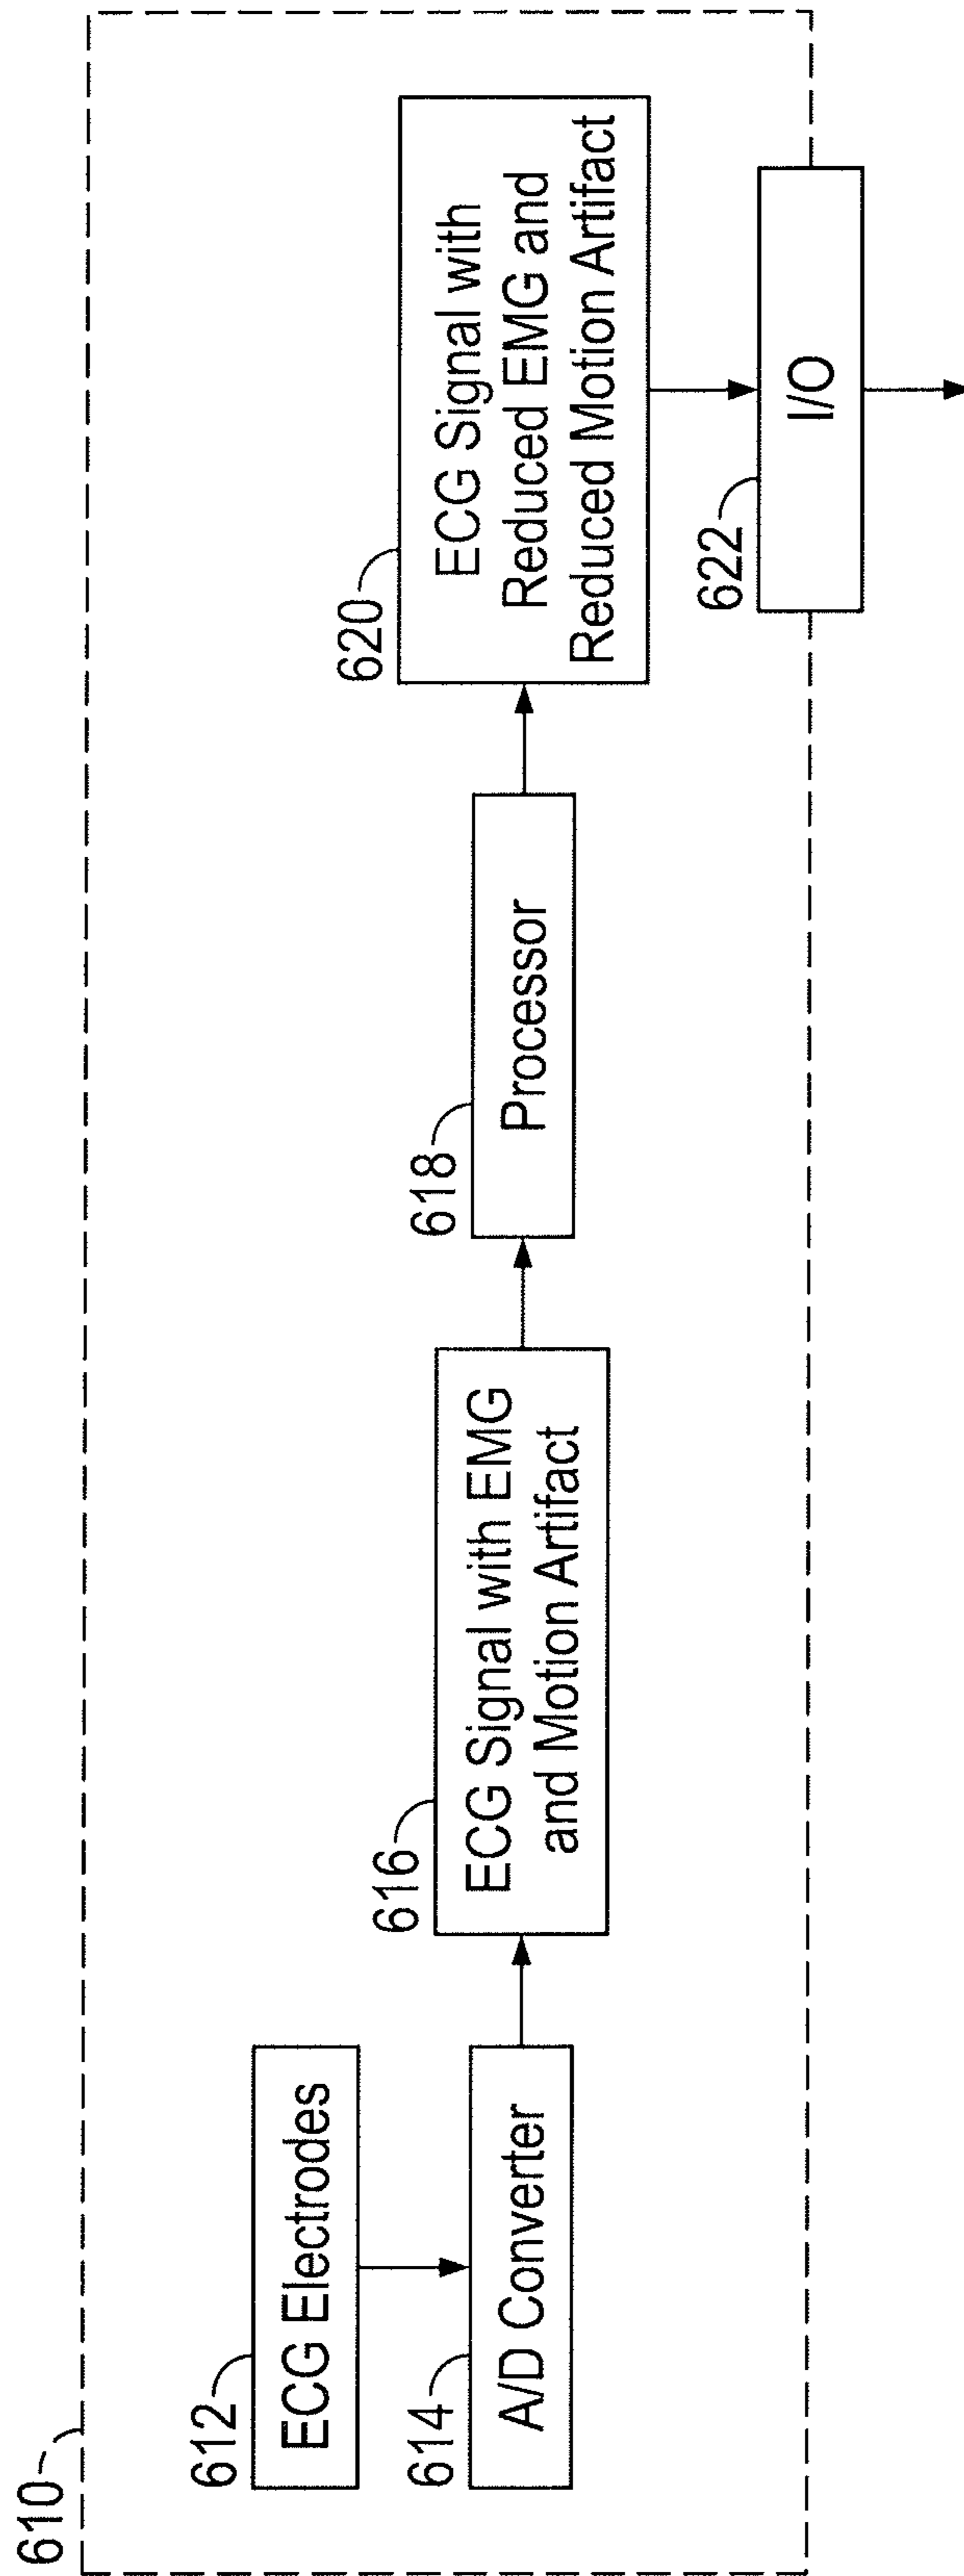 610
612
ECG Electrodes
614
A/D Converter
616
ECG Signal with EMG
and Motion Artifact
618
Processor
620
ECG Signal with
Reduced EMG and
Reduced Motion Artifact
622
I/O